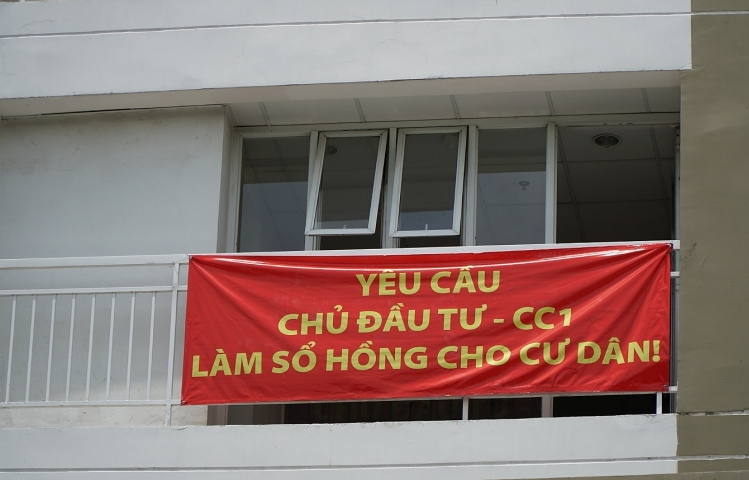 YÊU CẦU
CHỦ ĐẦU TƯ - CC1
LÀM SỔ HỒNG CHO CƯ DÂN!